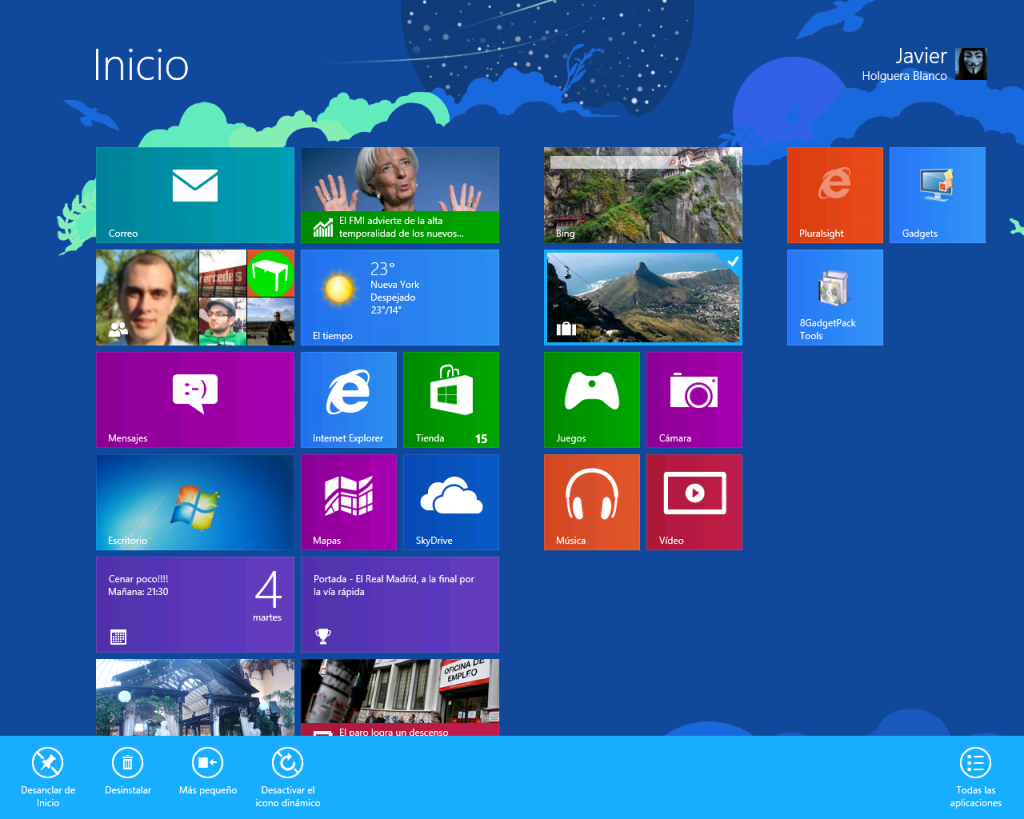 Inicio
Javier
Holguera Blanco
Correo
El FMI advierte de la alta
temporalidad de los nuevos...
Bing
Pluralsight
Gadgets
23°
Nueva York
Despejado
23°/14°
El tiempo
8GadgetPack
Tools
Mensajes
Internet Explorer
Tienda
15
Juegos
Cámara
Escritorio
Mapas
SkyDrive
Música
Vídeo
Cenar poco!!!!
Mañana: 21:30
4
martes
Portada - El Real Madrid, a la final por
la vía rápida
OFICINA DE
EMPLEO
El paro logra un descenso
Desanclar de
Inicio
Desinstalar
Más pequeño
Desactivar el
icono dinámico
Todas las
aplicaciones